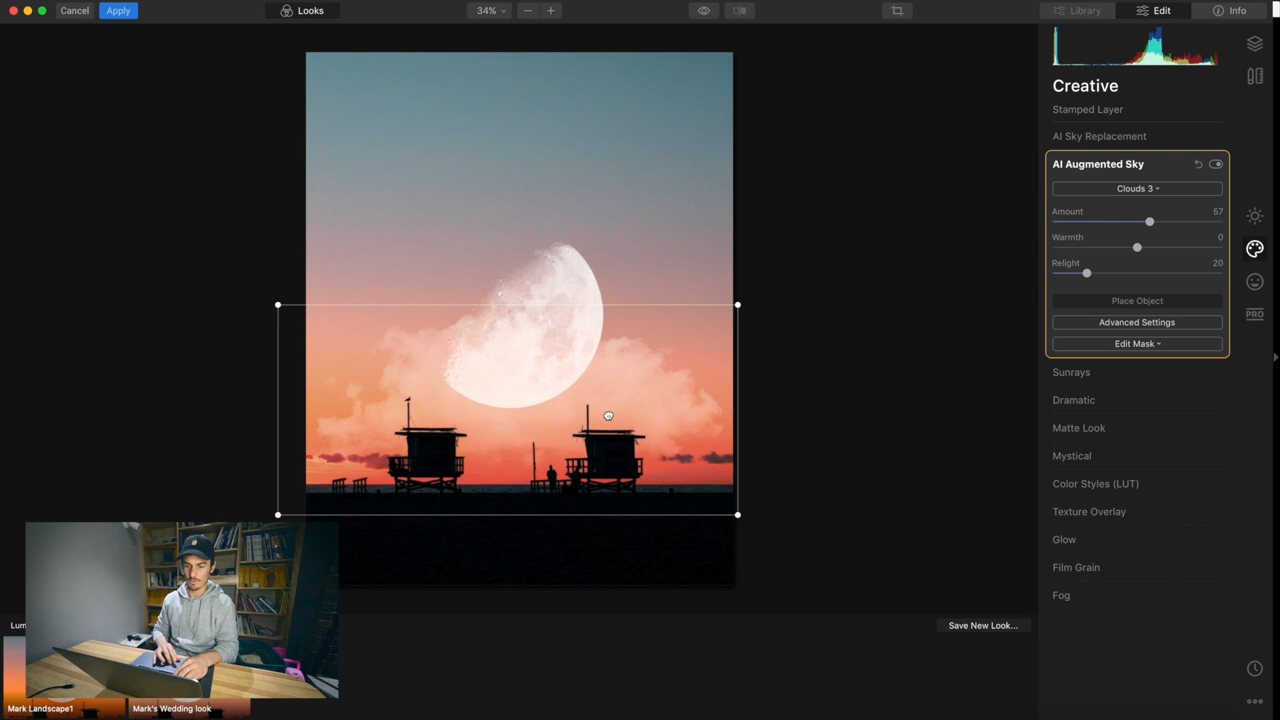 Cancel
Apply
Looks
34%
Library
Edit
Info
Creative
Stamped Layer
AI Sky Replacement
AI Augmented Sky
Clouds 3
Amount 57
Warmth 0
Relight 20
Place Object
Advanced Settings
Edit Mask
Sunrays
Dramatic
Matte Look
Mystical
Color Styles (LUT)
Texture Overlay
Glow
Film Grain
Fog
PRO
Lum
Save New Look...
Mark Landscape1
Mark's Wedding look